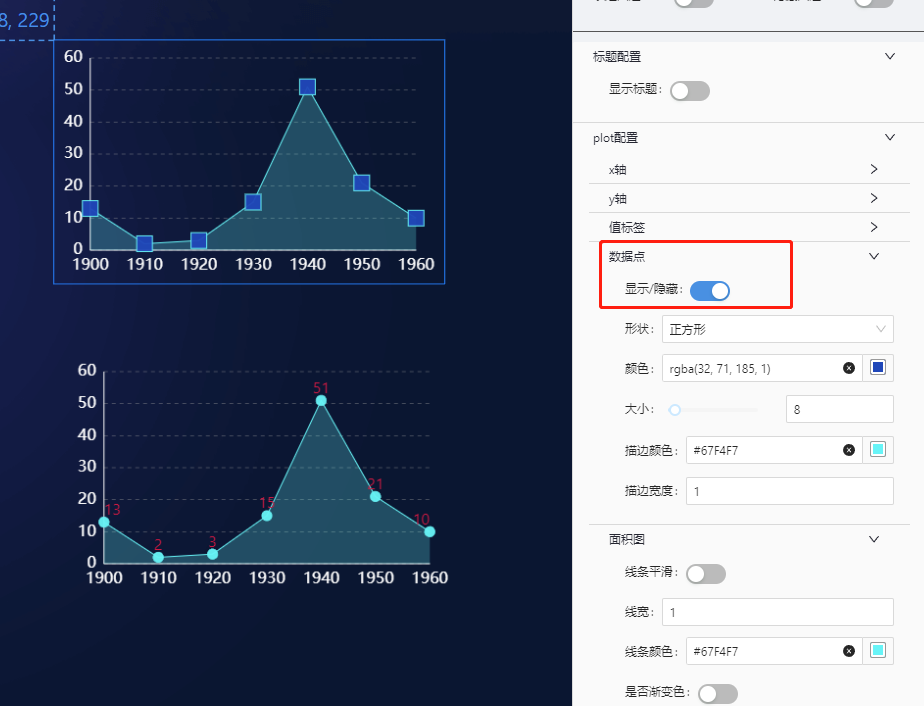 8, 229
60
50
40
30
20
10
0
1900 1910 1920 1930 1940 1950 1960
60
50
40
30
20
10
0
13
2
3
15
51
21
10
1900 1910 1920 1930 1940 1950 1960
标题配置
显示标题:
plot配置
x轴
y轴
值标签
数据点
显示/隐藏:
形状: 正方形
颜色: rgba(32, 71, 185, 1)
大小: 8
描边颜色: #67F4F7
描边宽度: 1
面积图
线条平滑:
线宽: 1
线条颜色: #67F4F7
是否渐变色: